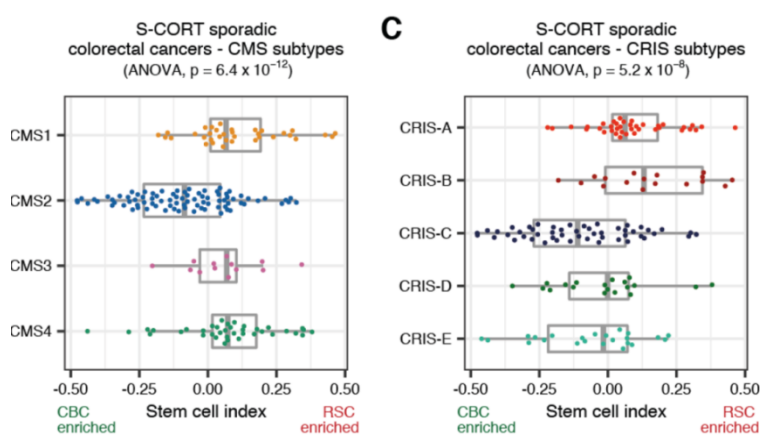 S-CORT sporadic
colorectal cancers - CMS subtypes
(ANOVA, p = 6.4 x 10⁻¹²)
CMS1
CMS2
CMS3
CMS4
-0.50 -0.25 0.00 0.25 0.50
CBC enriched
Stem cell index
RSC enriched
C
S-CORT sporadic
colorectal cancers - CRIS subtypes
(ANOVA, p = 5.2 x 10⁻⁸)
CRIS-A
CRIS-B
CRIS-C
CRIS-D
CRIS-E
-0.50 -0.25 0.00 0.25 0.50
CBC enriched
Stem cell index
RSC enriched